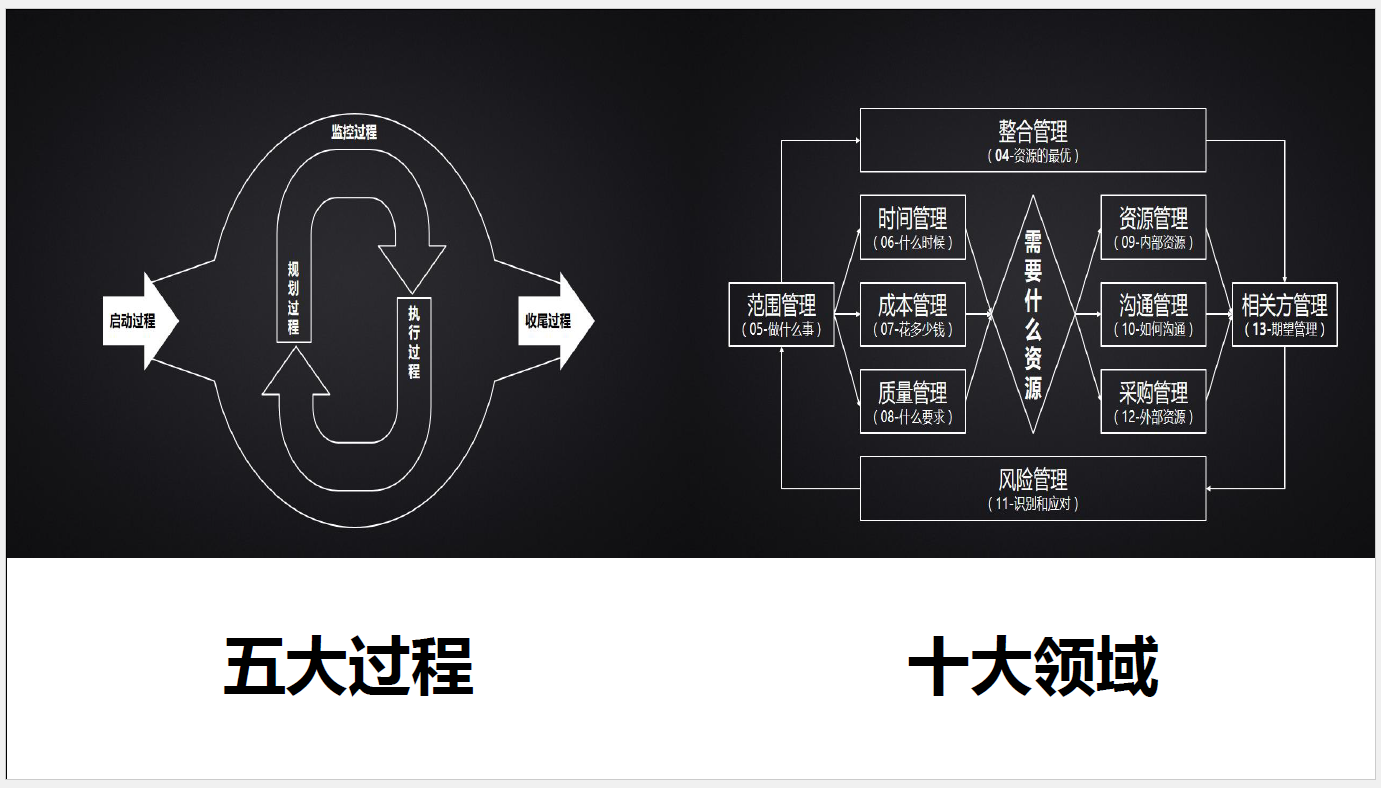 监控过程
规划过程
执行过程
启动过程
收尾过程
整合管理
（04-资源的最优）
时间管理
（06-什么时候）
资源管理
（09-内部资源）
需要什么资源
范围管理
（05-做什么事）
成本管理
（07-花多少钱）
沟通管理
（10-如何沟通）
相关方管理
（13-期望管理）
质量管理
（08-什么要求）
采购管理
（12-外部资源）
风险管理
（11-识别和应对）
五大过程
十大领域